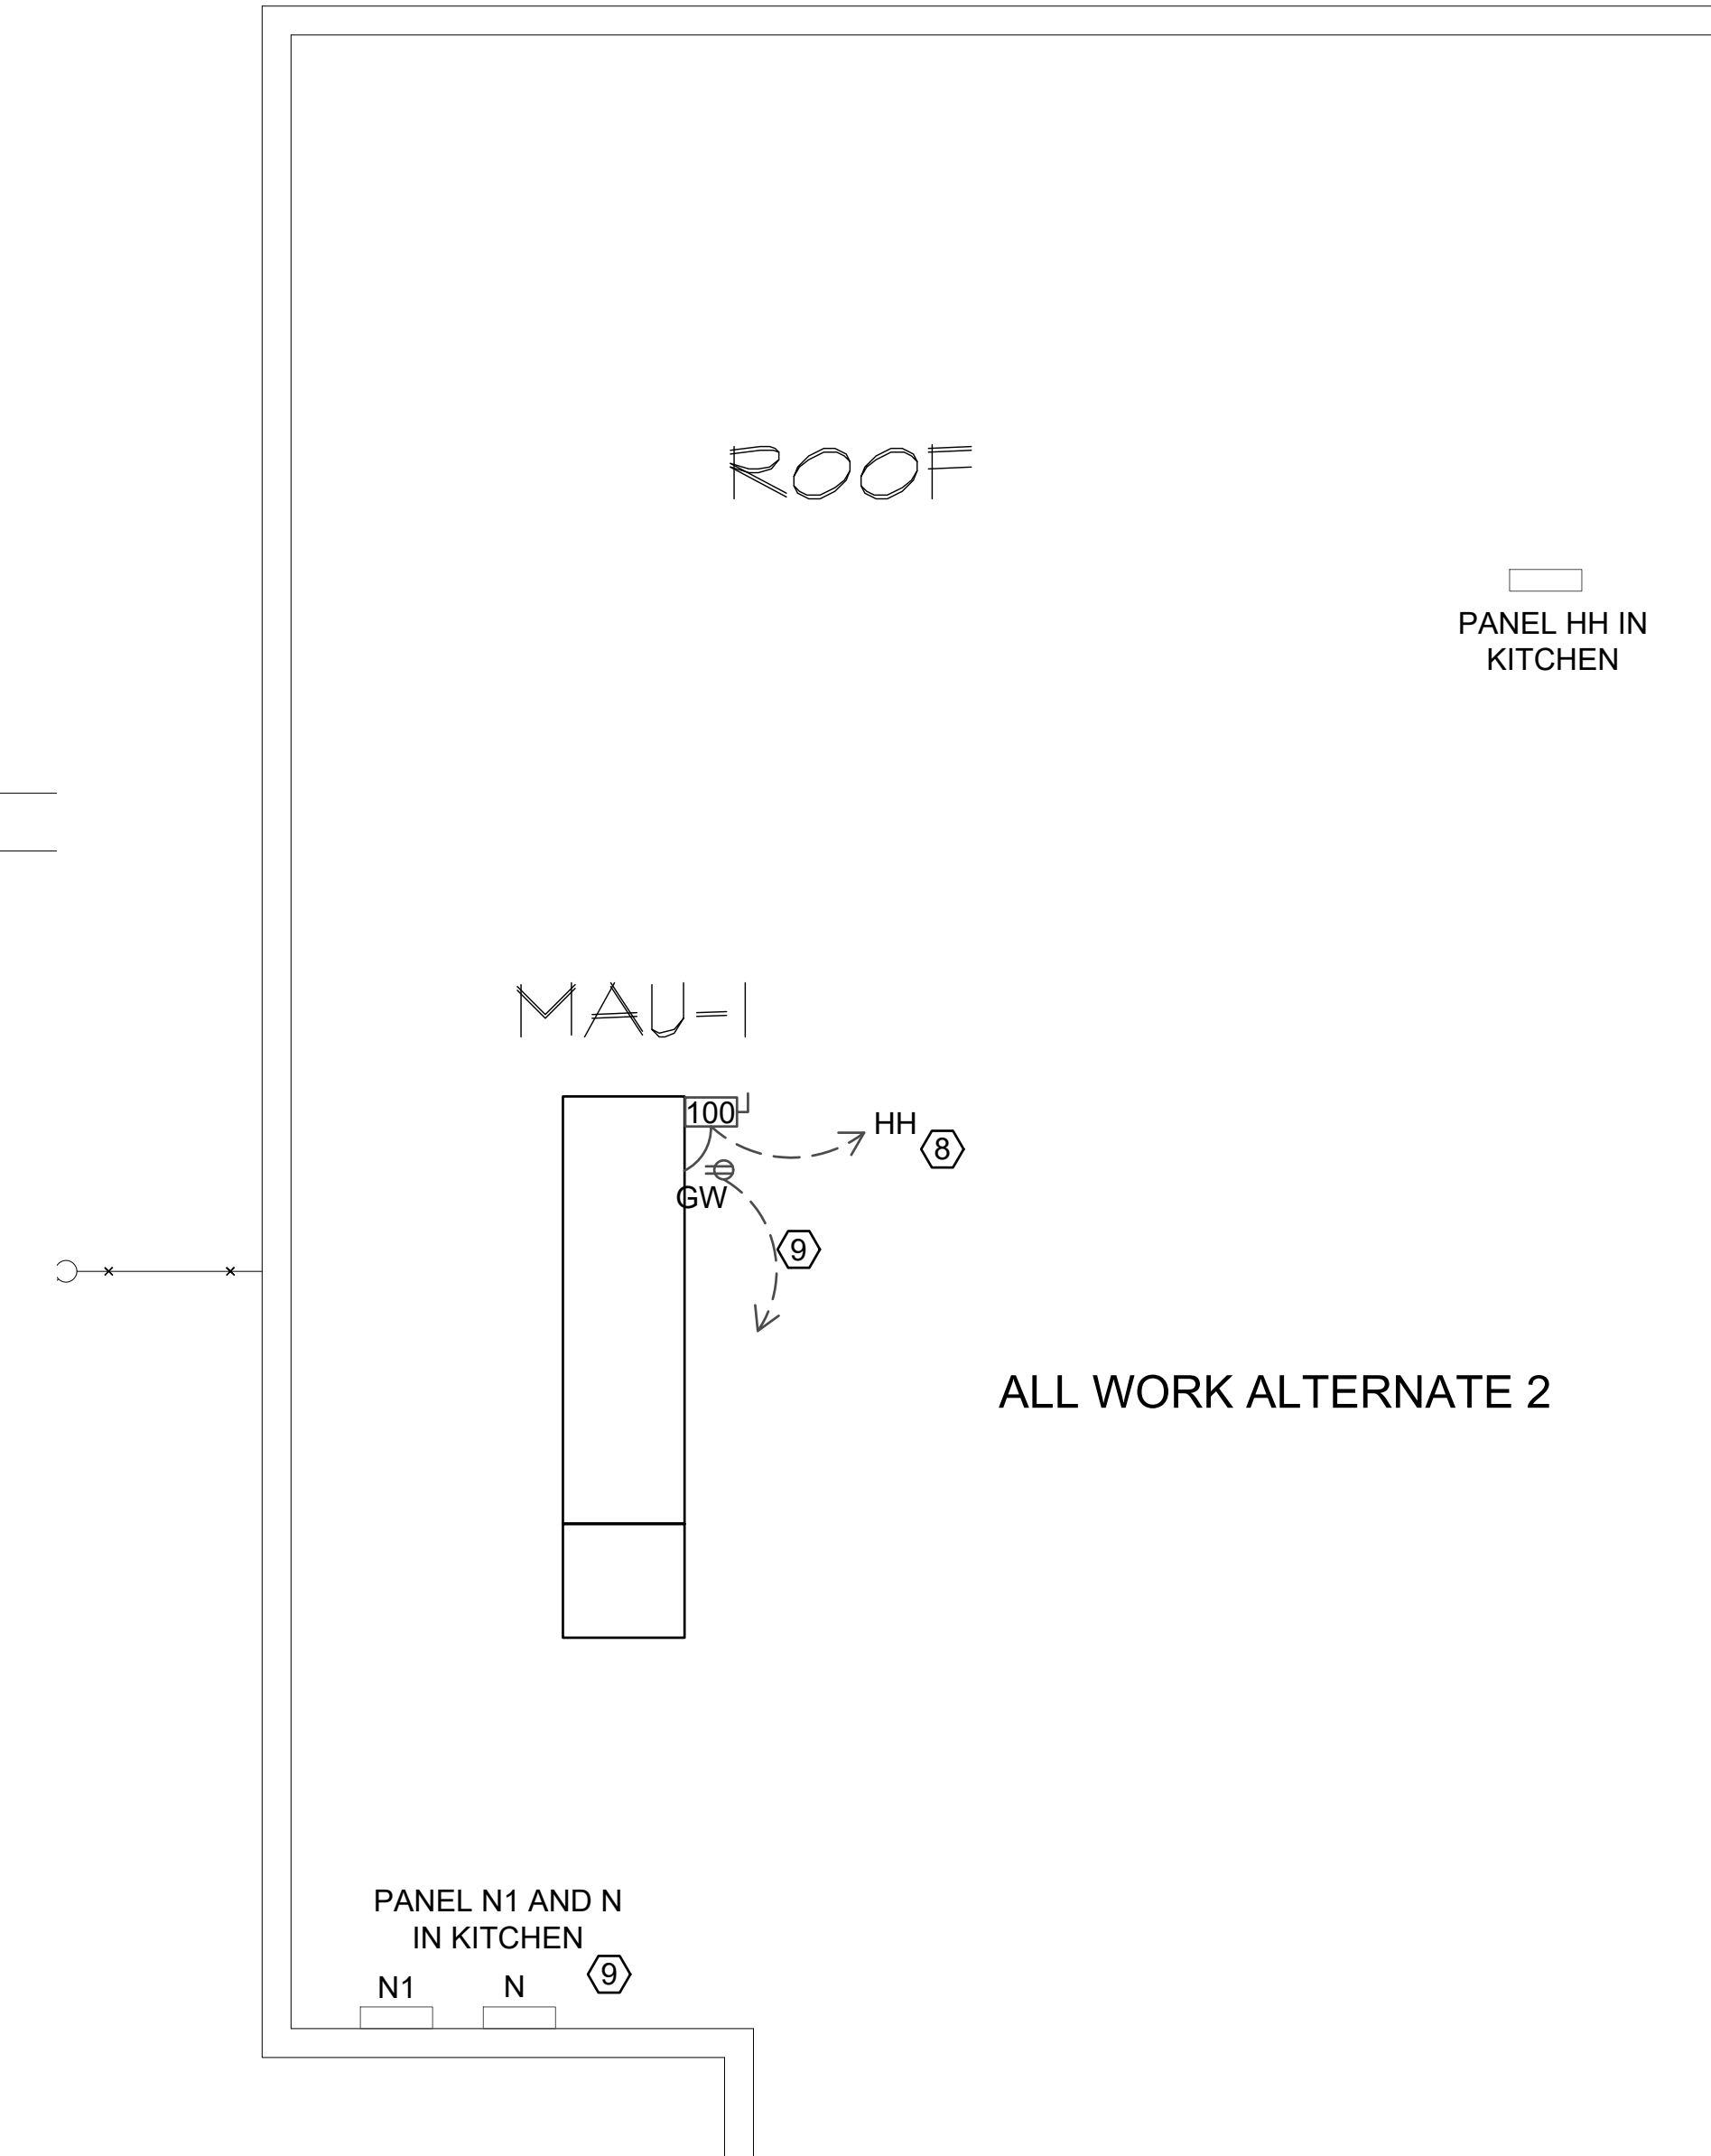 ROOF
PANEL HH IN
KITCHEN
MAU-1
100
HH
8
GW
9
ALL WORK ALTERNATE 2
PANEL N1 AND N
IN KITCHEN
9
N1
N